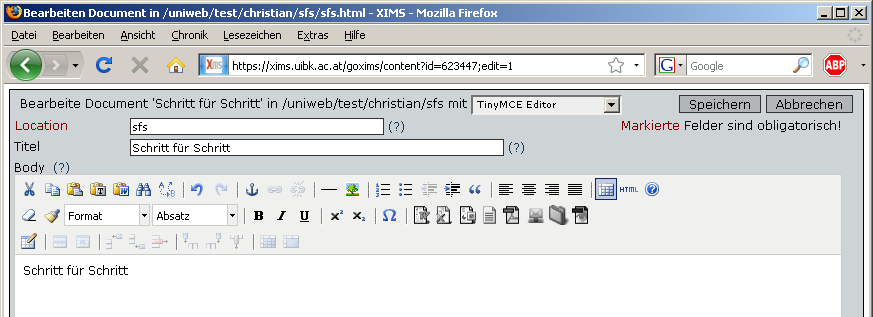 Bearbeiten Document in /uniweb/test/christian/sfs/sfs.html - XIMS - Mozilla Firefox
Datei Bearbeiten Ansicht Chronik Lesezeichen Extras Hilfe
Xms https://xims.uibk.ac.at/goxims/content?id=623447;edit=1 G Google ABP
Bearbeite Document 'Schritt für Schritt' in /uniweb/test/christian/sfs mit TinyMCE Editor Speichern Abbrechen
Location sfs (?) Markierte Felder sind obligatorisch!
Titel Schritt für Schritt (?)
Body (?)
HTML
Format Absatz B I U x² x₂ Ω
Schritt für Schritt